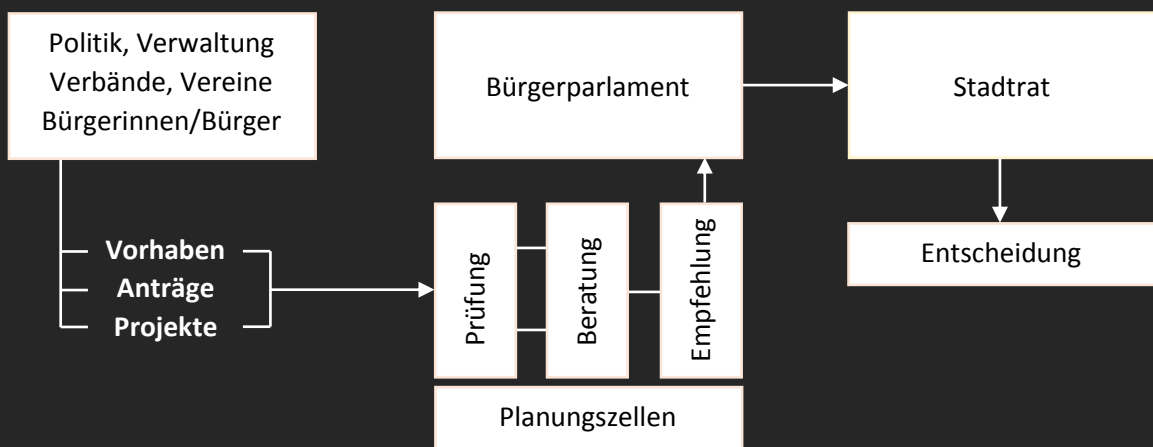 Politik, Verwaltung
Verbände, Vereine
Bürgerinnen/Bürger
Vorhaben
Anträge
Projekte
Prüfung
Beratung
Empfehlung
Planungszellen
Bürgerparlament
Stadtrat
Entscheidung